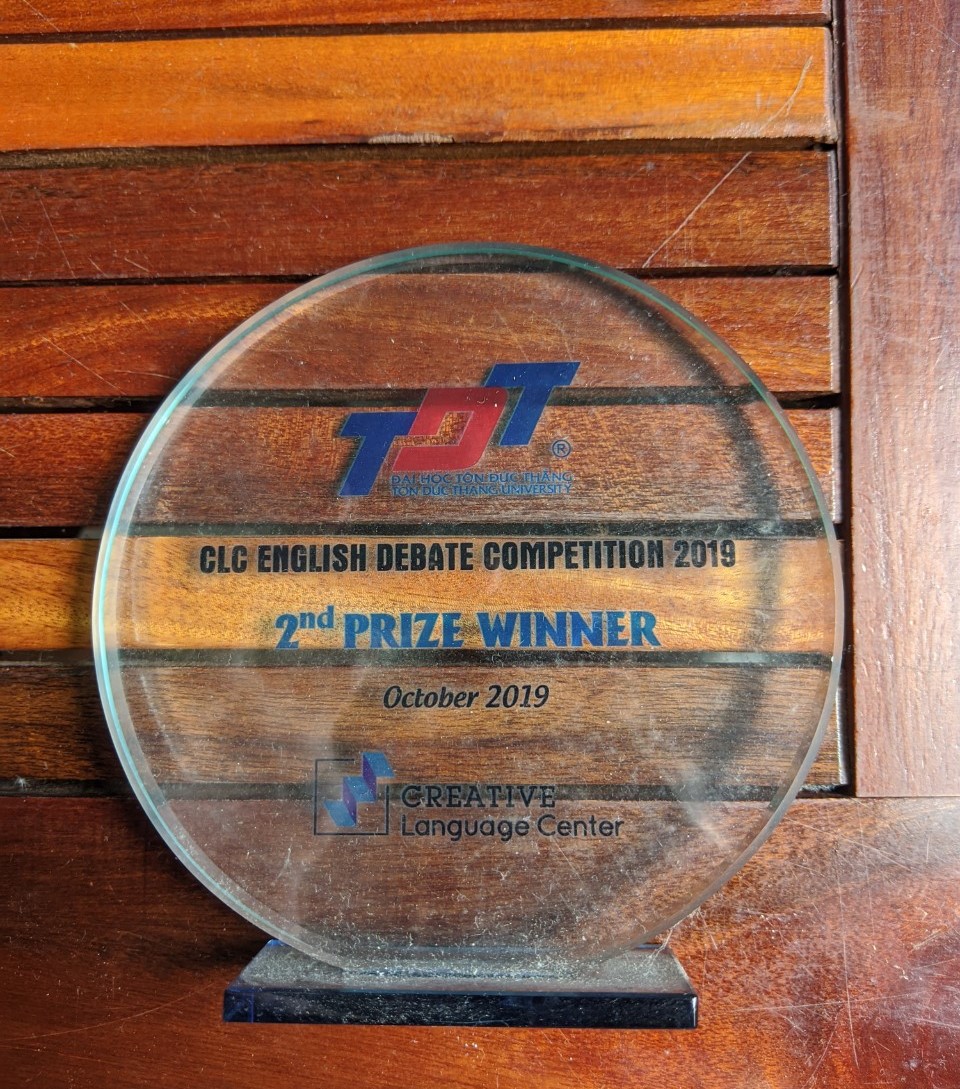 TDT®
ĐẠI HỌC TÔN ĐỨC THẮNG
TON DUC THANG UNIVERSITY
CLC ENGLISH DEBATE COMPETITION 2019
2nd PRIZE WINNER
October 2019
CREATIVE
Language Center